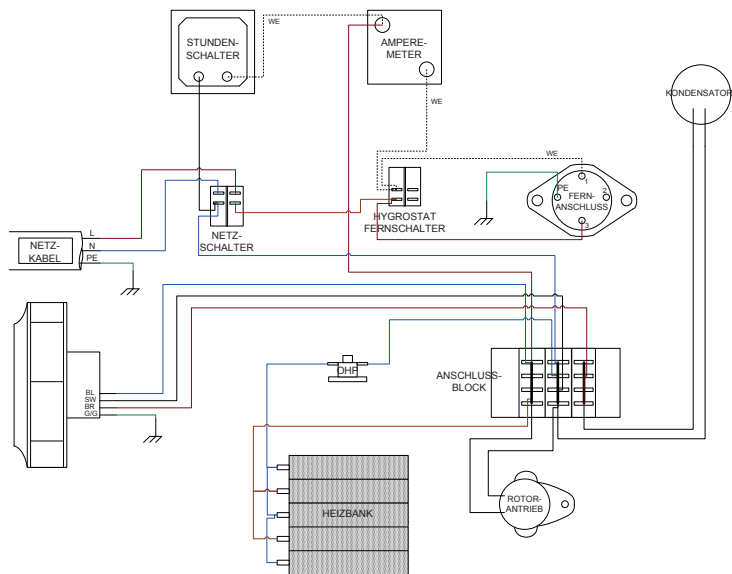 WE
STUNDEN-
SCHALTER
AMPERE-
METER
WE
KONDENSATOR
WE
1
PE
2
FERN-
ANSCHLUSS
3
HYGROSTAT
FERNSCHALTER
NETZ-
SCHALTER
L
N
PE
NETZ-
KABEL
OHP
ANSCHLUSS-
BLOCK
BL
SW
BR
G/G
HEIZBANK
ROTOR-
ANTRIEB